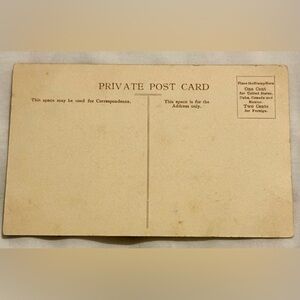 PRIVATE POST CARD
This space may be used for Correspondence.
This space is for the
Address only.
Place the Stamp Here
One Cent
for United States,
Cuba, Canada and
Mexico.
Two Cents
for Foreign.